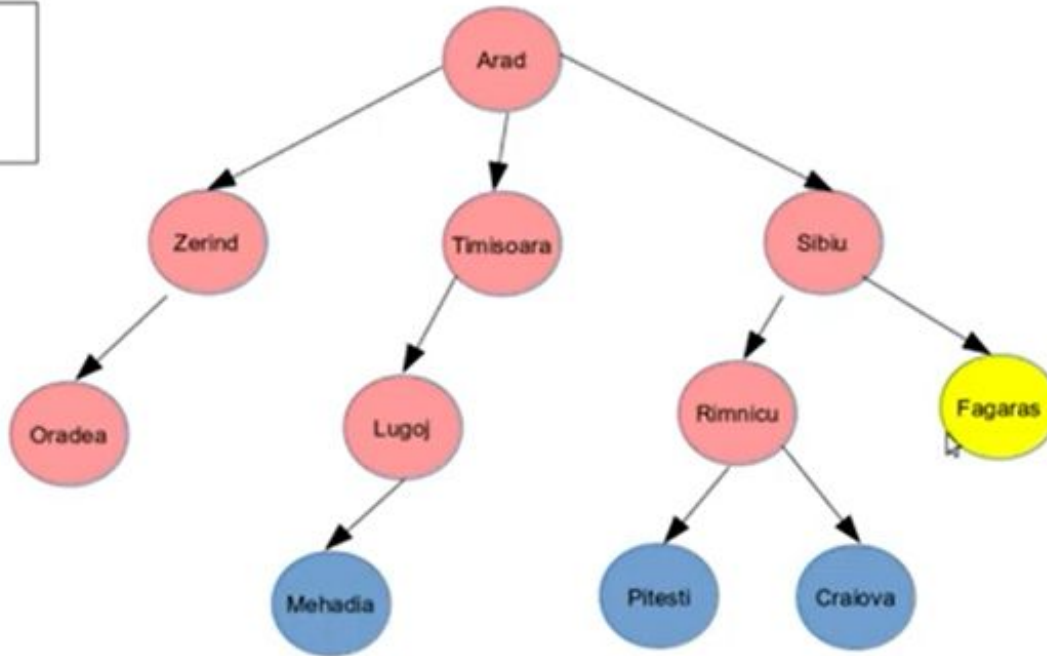 Arad
Zerind
Timisoara
Sibiu
Oradea
Lugoj
Rimnicu
Fagaras
Mehadia
Pitesti
Craiova